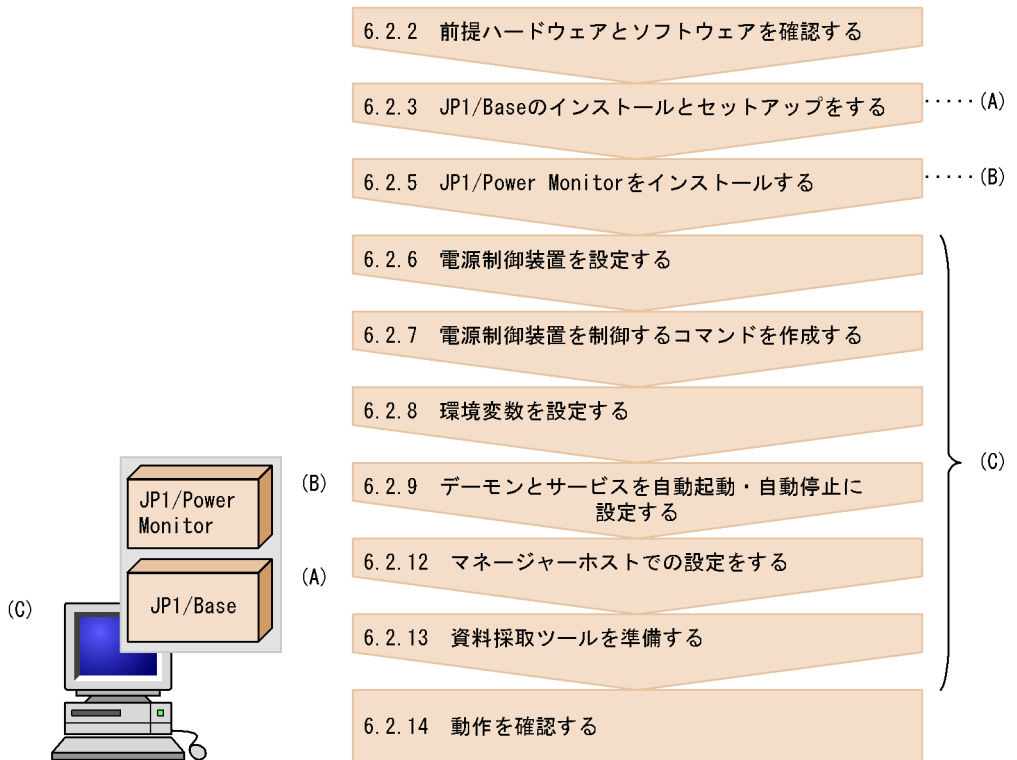 6.2.2 前提ハードウェアとソフトウェアを確認する
6.2.3 JP1/Baseのインストールとセットアップをする
·····(A)
6.2.5 JP1/Power Monitorをインストールする
·····(B)
6.2.6 電源制御装置を設定する
6.2.7 電源制御装置を制御するコマンドを作成する
6.2.8 環境変数を設定する
6.2.9 デーモンとサービスを自動起動・自動停止に
設定する
6.2.12 マネージャーホストでの設定をする
6.2.13 資料採取ツールを準備する
6.2.14 動作を確認する
(C)
JP1/Power
Monitor
(B)
JP1/Base
(A)
(C)